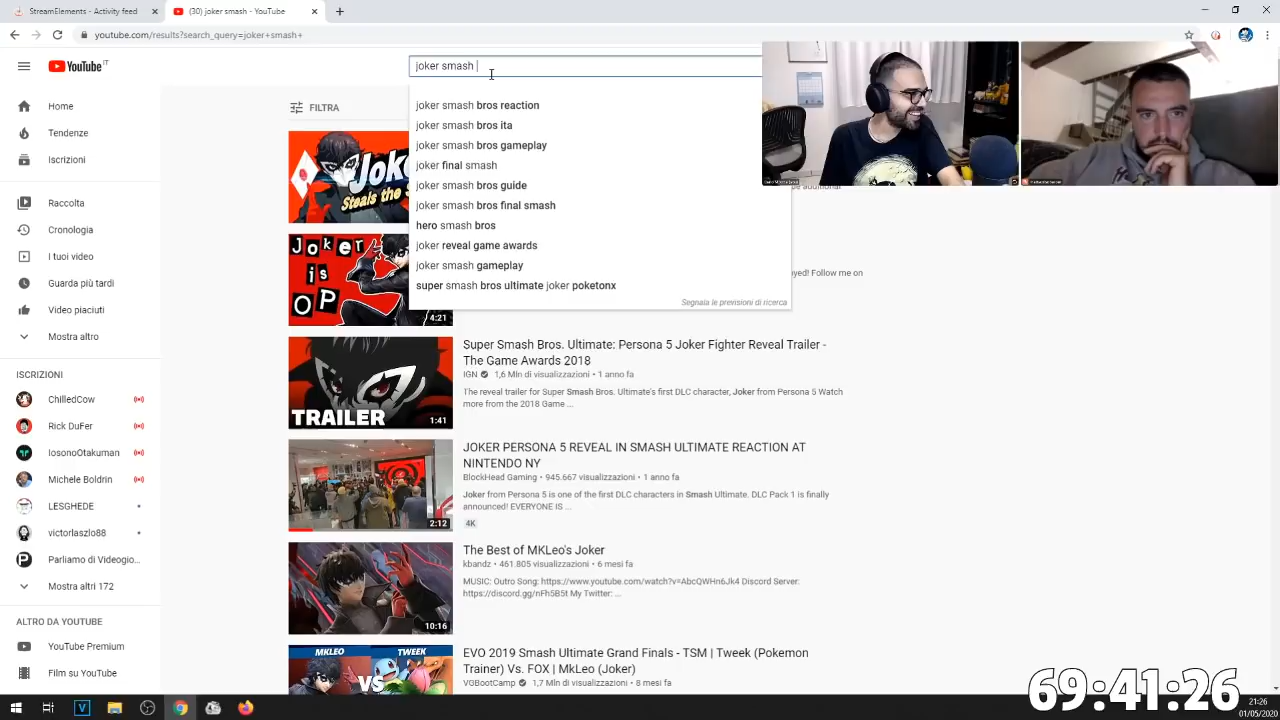 StreamElements - Activity feed
(30) joker smash - YouTube
youtube.com/results?search_query=joker+smash+
YouTube IT
joker smash
FILTRA
joker smash bros reaction
joker smash bros ita
joker smash bros gameplay
joker final smash
joker smash bros guide
joker smash bros final smash
hero smash bros
joker reveal game awards
joker smash gameplay
super smash bros ultimate joker poketonx
Segnala le previsioni di ricerca
Home
Tendenze
Iscrizioni
Raccolta
Cronologia
I tuoi video
Guarda più tardi
Video piaciuti
Mostra altro
ISCRIZIONI
ChilledCow
Rick DuFer
IosonoOtakuman
Michele Boldrin
LESGHEDE
victorlaszlo88
Parliamo di Videogio...
Mostra altri 172
ALTRO DA YOUTUBE
YouTube Premium
Film su YouTube
Joke
Steals the S
additional
Joker
is
OP
4:21
yed! Follow me on
TRAILER
1:41
Super Smash Bros. Ultimate: Persona 5 Joker Fighter Reveal Trailer -
The Game Awards 2018
IGN 1,6 Mln di visualizzazioni • 1 anno fa
The reveal trailer for Super Smash Bros. Ultimate's first DLC character, Joker from Persona 5 Watch
more from the 2018 Game ...
2:12
JOKER PERSONA 5 REVEAL IN SMASH ULTIMATE REACTION AT
NINTENDO NY
BlockHead Gaming • 945.667 visualizzazioni • 1 anno fa
Joker from Persona 5 is one of the first DLC characters in Smash Ultimate. DLC Pack 1 is finally
announced! EVERYONE IS ...
4K
10:16
The Best of MKLeo's Joker
kbandz • 461.805 visualizzazioni • 6 mesi fa
MUSIC: Outro Song: https://www.youtube.com/watch?v=AbcQWHn6Jk4 Discord Server:
https://discord.gg/nFh5B5t My Twitter: ...
MKLEO
TWEEK
VS
EVO 2019 Smash Ultimate Grand Finals - TSM | Tweek (Pokemon
Trainer) Vs. FOX | MkLeo (Joker)
VGBootCamp 1,7 Mln di visualizzazioni • 8 mesi fa
69:41:26
21:26
01/05/2020